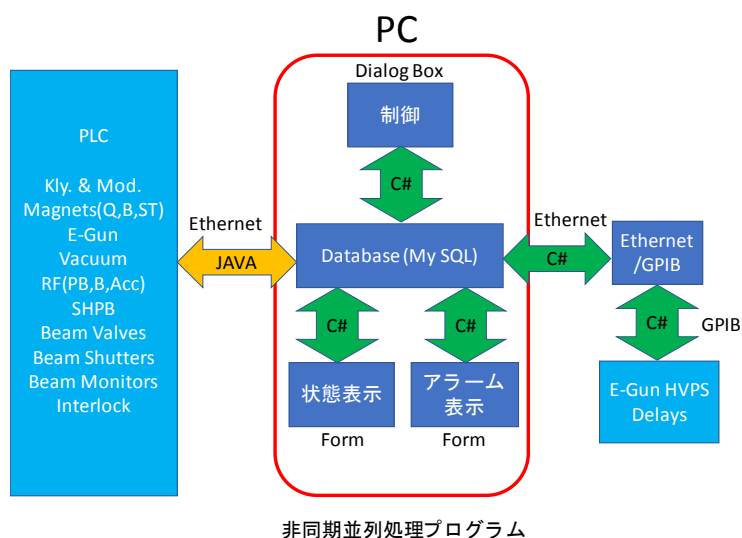 PC
PLC
Kly. & Mod.
Magnets(Q,B,ST)
E-Gun
Vacuum
RF(PB,B,Acc)
SHPB
Beam Valves
Beam Shutters
Beam Monitors
Interlock
Ethernet
JAVA
Dialog Box
制御
C#
Database (My SQL)
C#
C#
状態表示
Form
アラーム
表示
Form
Ethernet
C#
Ethernet
/GPIB
C#
GPIB
E-Gun HVPS
Delays
非同期並列処理プログラム